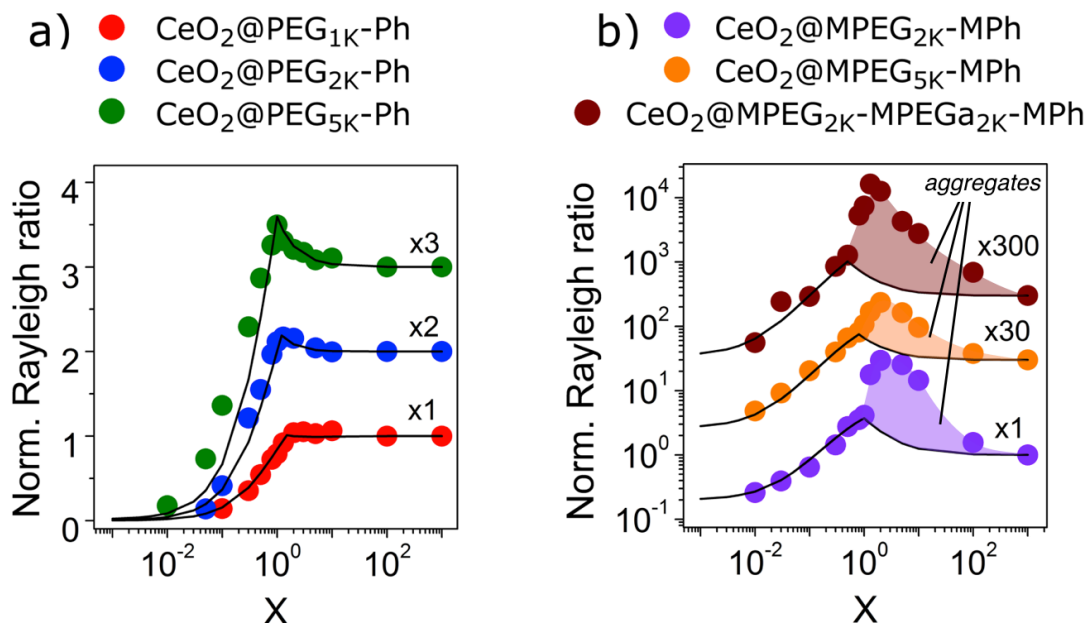 a)
CeO₂@PEG₁ₖ-Ph
CeO₂@PEG₂ₖ-Ph
CeO₂@PEG₅ₖ-Ph
Norm. Rayleigh ratio
4
3
2
1
0
x3
x2
x1
10⁻²
10⁰
10²
X
b)
CeO₂@MPEG₂ₖ-MPh
CeO₂@MPEG₅ₖ-MPh
CeO₂@MPEG₂ₖ-MPEGa₂ₖ-MPh
Norm. Rayleigh ratio
10⁴
10³
10²
10¹
10⁰
10⁻¹
aggregates
x300
x30
x1
10⁻²
10⁰
10²
X